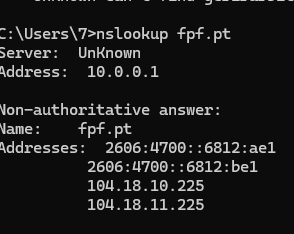 C:\Users\7>nslookup fpf.pt
Server:  UnKnown
Address:  10.0.0.1

Non-authoritative answer:
Name:    fpf.pt
Addresses:  2606:4700::6812:ae1
          2606:4700::6812:be1
          104.18.10.225
          104.18.11.225